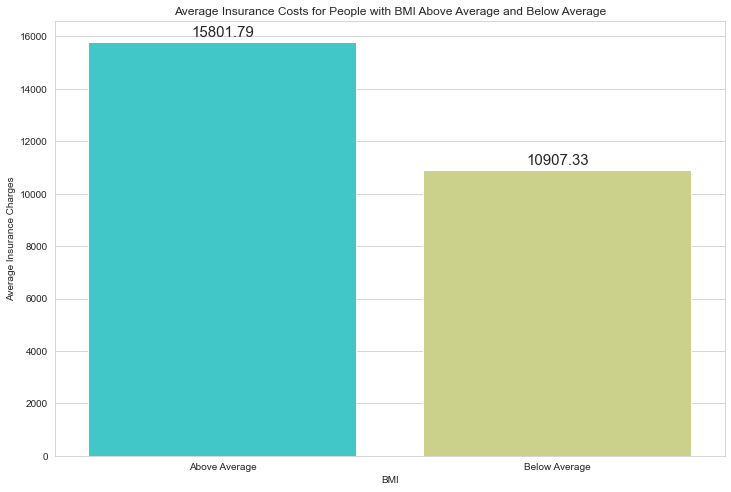 Average Insurance Costs for People with BMI Above Average and Below Average
15801.79
10907.33
16000
14000
12000
10000
8000
6000
4000
2000
0
Average Insurance Charges
Above Average
Below Average
BMI